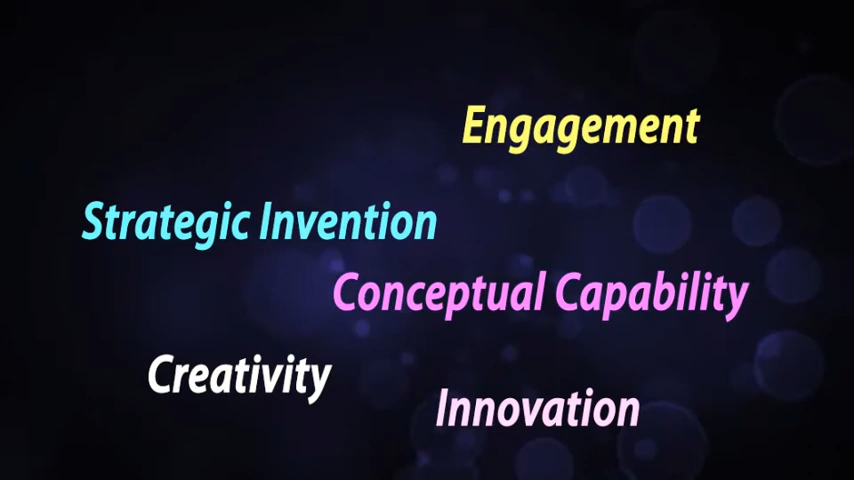 Engagement
Strategic Invention
Conceptual Capability
Creativity
Innovation